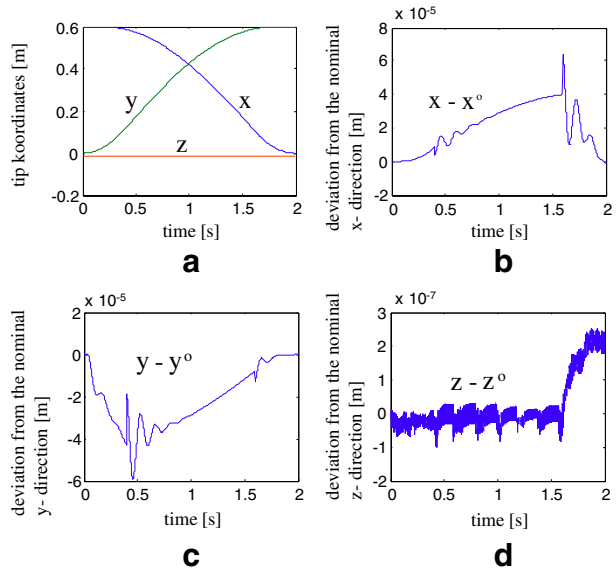 0.6
0.4
0.2
0
-0.2
tip koordinates [m]
y
x
z
0 0.5 1 1.5 2
time [s]
a
x 10⁻⁵
8
6
4
2
0
-2
deviation from the nominal
x- direction [m]
x - xᵒ
0 0.5 1 1.5 2
time [s]
b
x 10⁻⁵
2
0
-2
-4
-6
deviation from the nominal
y- direction [m]
y - yᵒ
0 0.5 1 1.5 2
time [s]
c
x 10⁻⁷
3
2
1
0
-1
-2
deviation from the nominal
z- direction [m]
z - zᵒ
0 0.5 1 1.5 2
time [s]
d